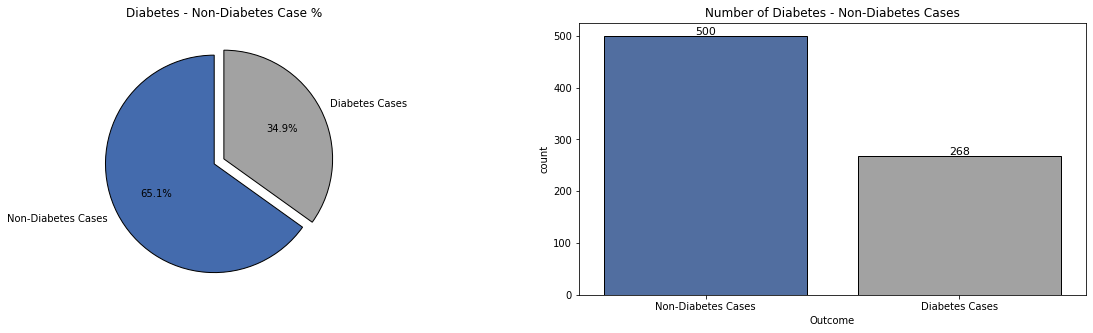 Diabetes - Non-Diabetes Case %
Diabetes Cases
34.9%
65.1%
Non-Diabetes Cases
Number of Diabetes - Non-Diabetes Cases
500
268
500
400
300
200
100
0
count
Non-Diabetes Cases
Diabetes Cases
Outcome